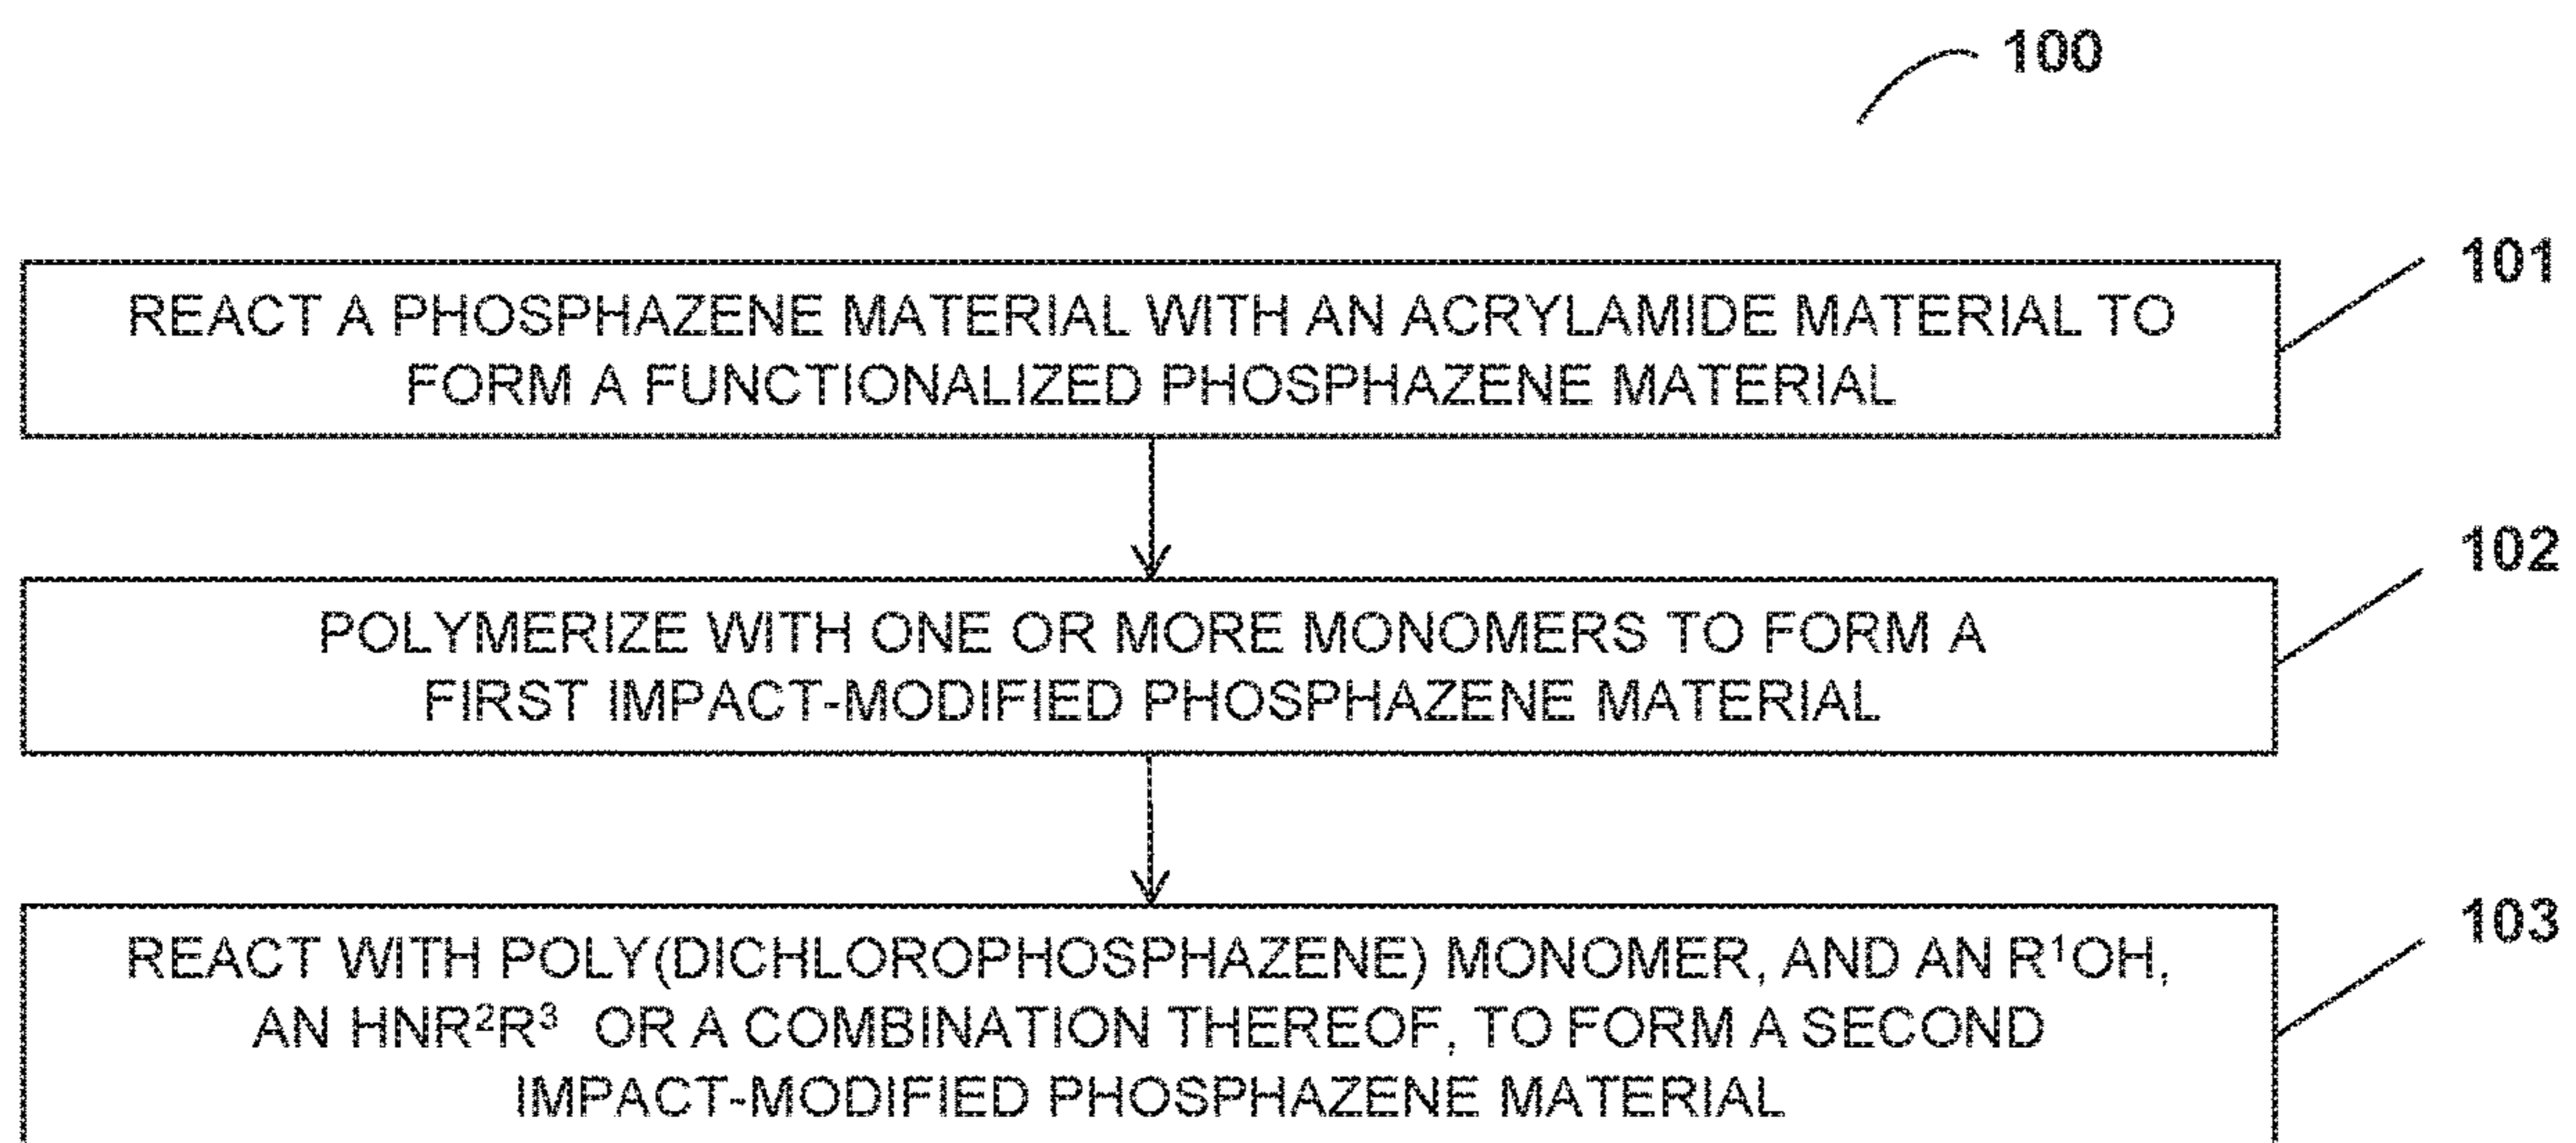 100
101
REACT A PHOSPHAZENE MATERIAL WITH AN ACRYLAMIDE MATERIAL TO
FORM A FUNCTIONALIZED PHOSPHAZENE MATERIAL
102
POLYMERIZE WITH ONE OR MORE MONOMERS TO FORM A
FIRST IMPACT-MODIFIED PHOSPHAZENE MATERIAL
103
REACT WITH POLY(DICHLOROPHOSPHAZENE) MONOMER, AND AN R¹OH,
AN HNR²R³ OR A COMBINATION THEREOF, TO FORM A SECOND
IMPACT-MODIFIED PHOSPHAZENE MATERIAL